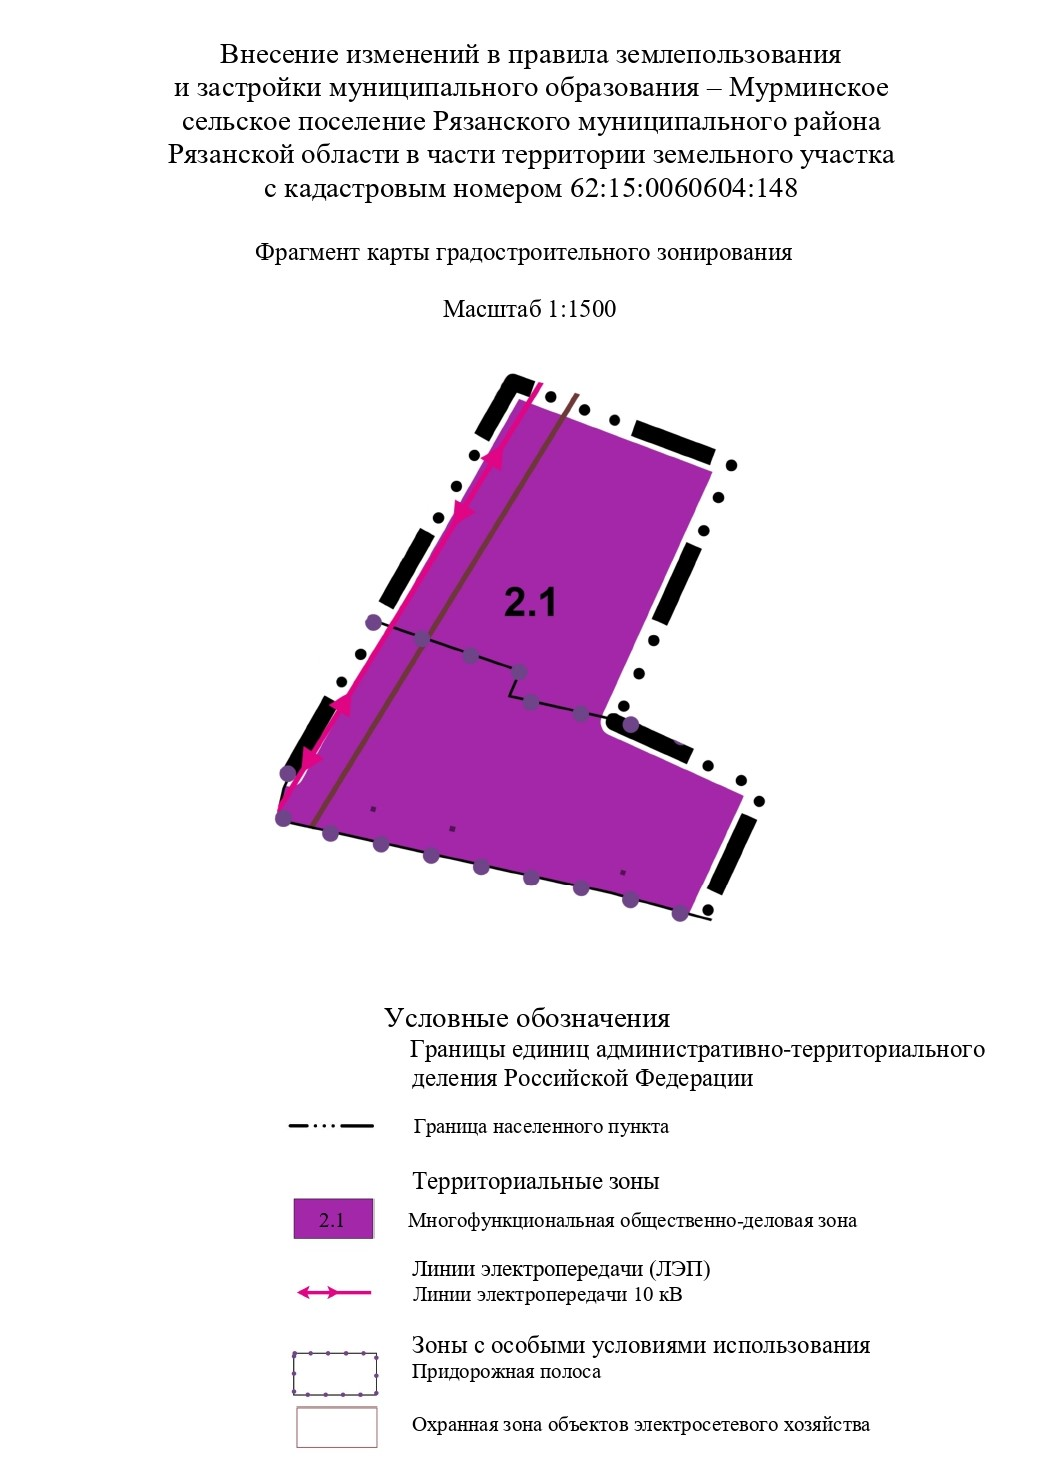 Внесение изменений в правила землепользования
и застройки муниципального образования – Мурминское
сельское поселение Рязанского муниципального района
Рязанской области в части территории земельного участка
с кадастровым номером 62:15:0060604:148
Фрагмент карты градостроительного зонирования
Масштаб 1:1500
2.1
Условные обозначения
Границы единиц административно-территориального
деления Российской Федерации
Граница населенного пункта
Территориальные зоны
2.1 Многофункциональная общественно-деловая зона
Линии электропередачи (ЛЭП)
Линии электропередачи 10 кВ
Зоны с особыми условиями использования
Придорожная полоса
Охранная зона объектов электросетевого хозяйства